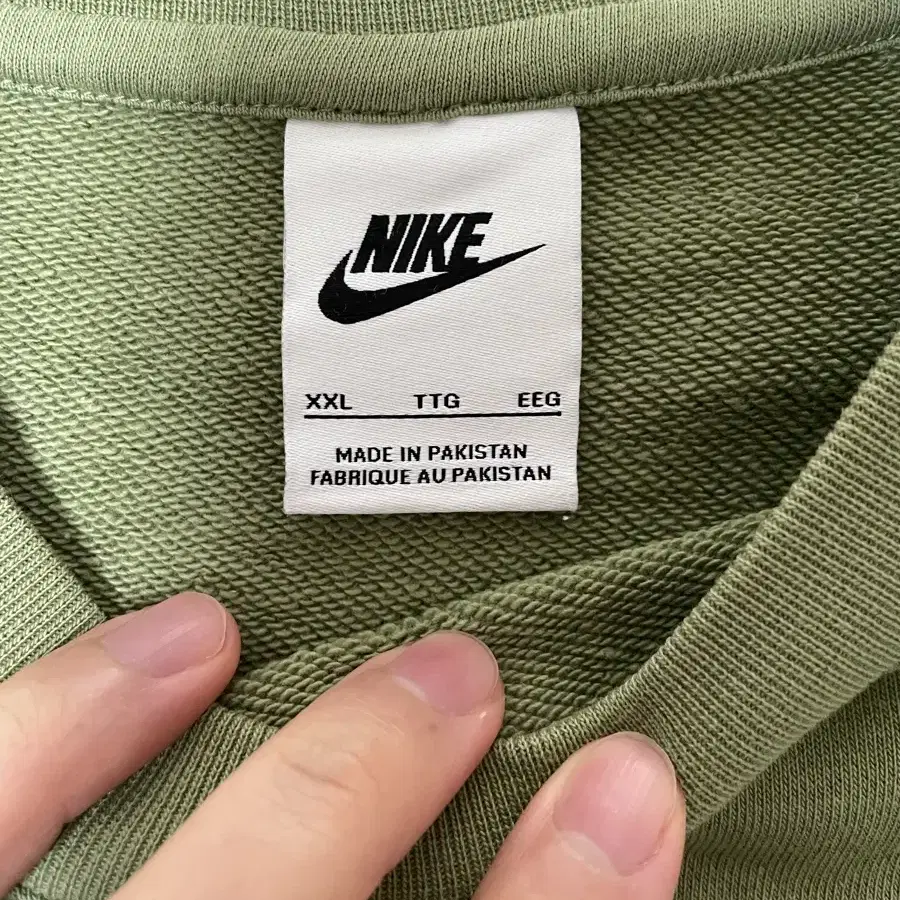 NIKE
XXL TTG EEG
MADE IN PAKISTAN
FABRIQUE AU PAKISTAN